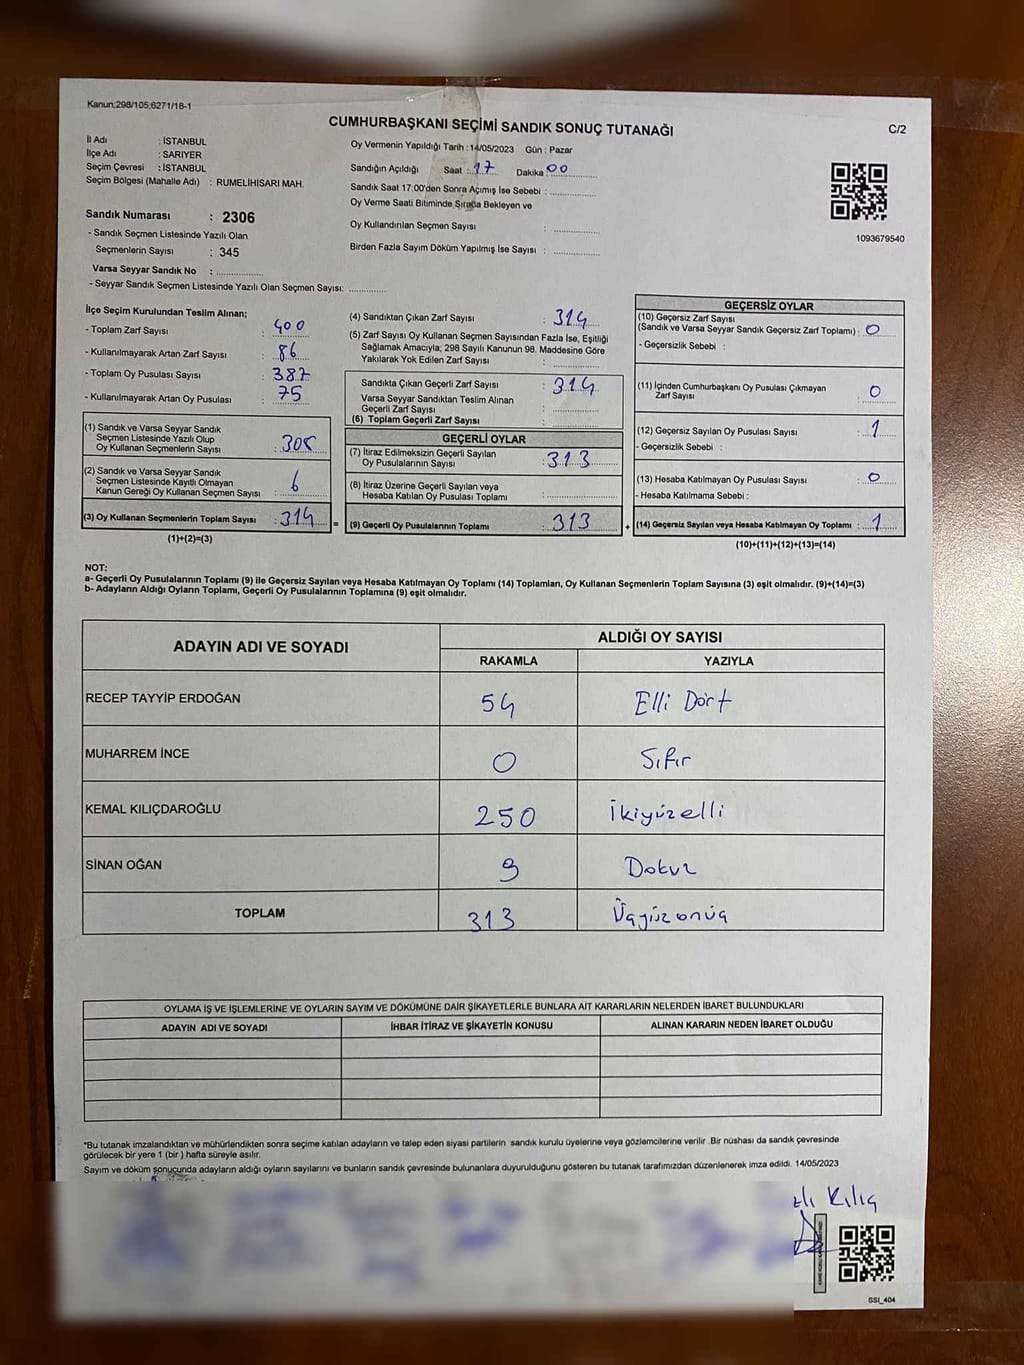 Kanun;298/105,6271/18-1
CUMHURBAŞKANI SEÇİMİ SANDIK SONUÇ TUTANAĞI
C/2
İl Adı : İSTANBUL
İlçe Adı : SARIYER
Seçim Çevresi : İSTANBUL
Seçim Bölgesi (Mahalle Adı) : RUMELİHİSARI MAH.
Sandık Numarası : 2306
- Sandık Seçmen Listesinde Yazılı Olan
Seçmenlerin Sayısı : 345
Varsa Seyyar Sandık No :
- Seyyar Sandık Seçmen Listesinde Yazılı Olan Seçmen Sayısı:
Oy Vermenin Yapıldığı Tarih : 14/05/2023 Gün : Pazar
Sandığın Açıldığı Saat : 17 Dakika : 00
Sandık Saat 17:00'den Sonra Açımış İse Sebebi :
Oy Verme Saati Bitiminde Sırada Bekleyen ve
Oy Kullandırılan Seçmen Sayısı :
Birden Fazla Sayım Döküm Yapılmış İse Sayısı :
1093679540
İlçe Seçim Kurulundan Teslim Alınan;
- Toplam Zarf Sayısı : 400
- Kullanılmayarak Artan Zarf Sayısı : 86
- Toplam Oy Pusulası Sayısı : 387
- Kullanılmayarak Artan Oy Pusulası : 75
(1) Sandık ve Varsa Seyyar Sandık
Seçmen Listesinde Yazılı Olup
Oy Kullanan Seçmenlerin Sayısı : 308
(2) Sandık ve Varsa Seyyar Sandık
Seçmen Listesinde Kayıtlı Olmayan
Kanun Gereği Oy Kullanan Seçmen Sayısı : 6
(3) Oy Kullanan Seçmenlerin Toplam Sayısı : 314
(1)+(2)=(3)
=
(4) Sandıktan Çıkan Zarf Sayısı : 314
(5) Zarf Sayısı Oy Kullanan Seçmen Sayısından Fazla İse, Eşitliği
Sağlamak Amacıyla, 298 Sayılı Kanunun 98. Maddesine Göre
Yakılarak Yok Edilen Zarf Sayısı :
Sandıkta Çıkan Geçerli Zarf Sayısı : 314
Varsa Seyyar Sandıktan Teslim Alınan
Geçerli Zarf Sayısı :
(6) Toplam Geçerli Zarf Sayısı :
GEÇERLİ OYLAR
(7) İtiraz Edilmeksizin Geçerli Sayılan
Oy Pusulalarının Sayısı : 313
(8) İtiraz Üzerine Geçerli Sayılan veya
Hesaba Katılan Oy Pusulası Toplamı :
(9) Geçerli Oy Pusulalarının Toplamı : 313
+
GEÇERSİZ OYLAR
(10) Geçersiz Zarf Sayısı
(Sandık ve Varsa Seyyar Sandık Geçersiz Zarf Toplamı) : 0
- Geçersizlik Sebebi :
(11) İçinden Cumhurbaşkanı Oy Pusulası Çıkmayan
Zarf Sayısı : 0
(12) Geçersiz Sayılan Oy Pusulası Sayısı : 1
- Geçersizlik Sebebi :
(13) Hesaba Katılmayan Oy Pusulası Sayısı : 0
- Hesaba Katılmama Sebebi :
(14) Geçersiz Sayılan veya Hesaba Katılmayan Oy Toplamı : 1
(10)+(11)+(12)+(13)=(14)
NOT:
a- Geçerli Oy Pusulalarının Toplamı (9) ile Geçersiz Sayılan veya Hesaba Katılmayan Oy Toplamı (14) Toplamları, Oy Kullanan Seçmenlerin Toplam Sayısına (3) eşit olmalıdır. (9)+(14)=(3)
b- Adayların Aldığı Oyların Toplamı, Geçerli Oy Pusulalarının Toplamına (9) eşit olmalıdır.
ADAYIN ADI VE SOYADI
ALDIĞI OY SAYISI
RAKAMLA YAZIYLA
RECEP TAYYİP ERDOĞAN 54 Elli Dört
MUHARREM İNCE 0 Sıfır
KEMAL KILIÇDAROĞLU 250 İkiyüzelli
SİNAN OĞAN 9 Dokuz
TOPLAM 313 Üçyüzonüç
OYLAMA İŞ VE İŞLEMLERİNE VE OYLARIN SAYIM VE DÖKÜMÜNE DAİR ŞİKAYETLERLE BUNLARA AİT KARARLARIN NELERDEN İBARET BULUNDUKLARI
ADAYIN ADI VE SOYADI İHBAR İTİRAZ VE ŞİKAYETİN KONUSU ALINAN KARARIN NEDEN İBARET OLDUĞU
*Bu tutanak imzalandıktan ve mühürlendikten sonra seçime katılan adayların ve talep eden siyasi partilerin sandık kurulu üyelerine veya gözlemcilerine verilir .Bir nüshası da sandık çevresinde
görülecek bir yere 1 (bir ) hafta süreyle asılır.
Sayım ve döküm sonucunda adayların aldığı oyların sayılarını ve bunların sandık çevresinde bulunanlara duyurulduğunu gösteren bu tutanak tarafımızdan düzenlenerek imza edildi. 14/05/2023
Kılıç
SSI_404